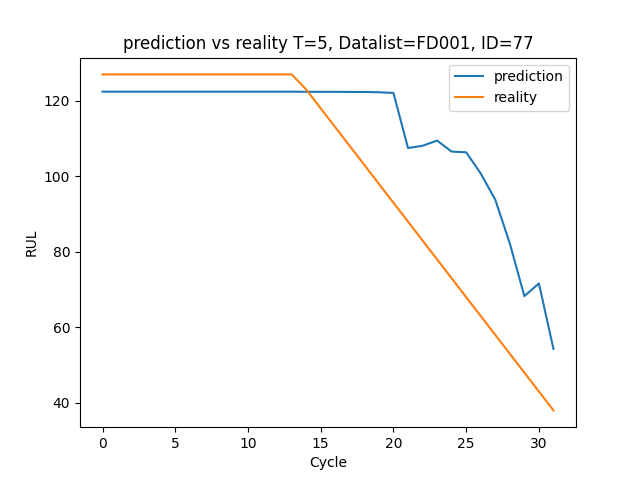 prediction vs reality T=5, Datalist=FD001, ID=77
prediction
reality
120
100
80
60
40
RUL
0 5 10 15 20 25 30
Cycle